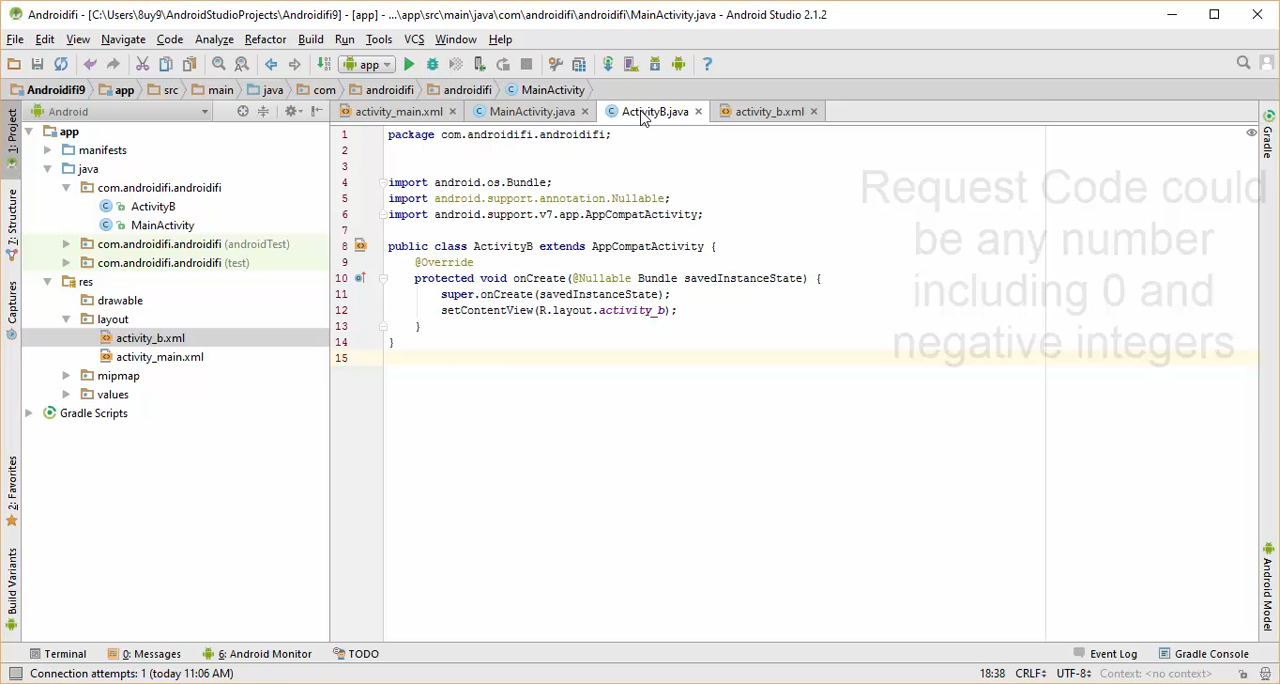 Androidifi - [C:\Users\8uy9\AndroidStudioProjects\Androidifi9] - [app] - ...\app\src\main\java\com\androidifi\androidifi\MainActivity.java - Android Studio 2.1.2
File Edit View Navigate Code Analyze Refactor Build Run Tools VCS Window Help
app
Androidifi9 app src main java com androidifi androidifi MainActivity
Android
activity_main.xml MainActivity.java ActivityB.java activity_b.xml
1: Project
7: Structure
Captures
2: Favorites
Build Variants
app
manifests
java
com.androidifi.androidifi
ActivityB
MainActivity
com.androidifi.androidifi (androidTest)
com.androidifi.androidifi (test)
res
drawable
layout
activity_b.xml
activity_main.xml
mipmap
values
Gradle Scripts
1 package com.androidifi.androidifi;
2
3
4 import android.os.Bundle;
5 import android.support.annotation.Nullable;
6 import android.support.v7.app.AppCompatActivity;
7
8 public class ActivityB extends AppCompatActivity {
9 @Override
10 protected void onCreate(@Nullable Bundle savedInstanceState) {
11 super.onCreate(savedInstanceState);
12 setContentView(R.layout.activity_b);
13 }
14 }
15
Request Code could
be any number
including 0 and
negative integers
Gradle
Android Model
Terminal 0: Messages 6: Android Monitor TODO Event Log Gradle Console
Connection attempts: 1 (today 11:06 AM) 18:38 CRLF UTF-8 Context: <no context>